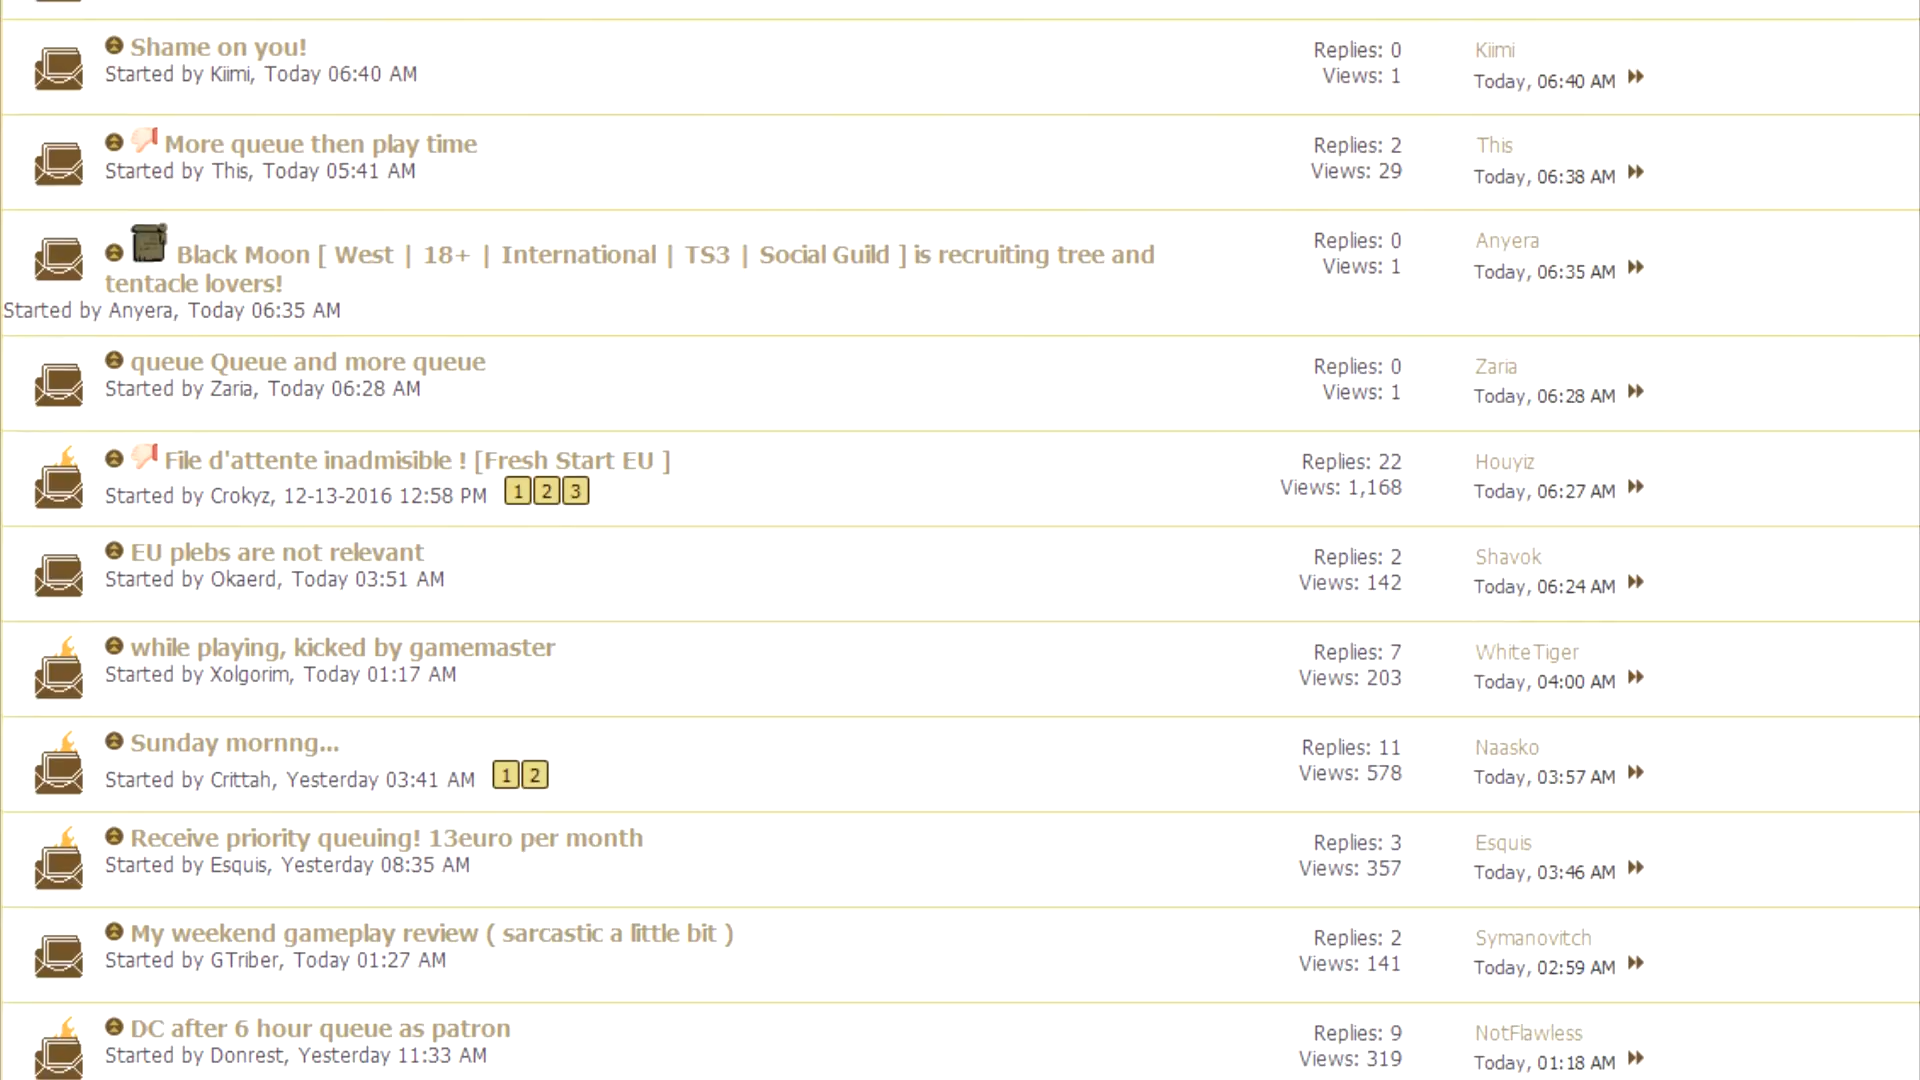 Shame on you!
Started by Kiimi, Today 06:40 AM
Replies: 0
Views: 1
Kiimi
Today, 06:40 AM
More queue then play time
Started by This, Today 05:41 AM
Replies: 2
Views: 29
This
Today, 06:38 AM
Black Moon [ West | 18+ | International | TS3 | Social Guild ] is recruiting tree and
tentacle lovers!
Started by Anyera, Today 06:35 AM
Replies: 0
Views: 1
Anyera
Today, 06:35 AM
queue Queue and more queue
Started by Zaria, Today 06:28 AM
Replies: 0
Views: 1
Zaria
Today, 06:28 AM
File d'attente inadmisible ! [Fresh Start EU ]
Started by Crokyz, 12-13-2016 12:58 PM 1 2 3
Replies: 22
Views: 1,168
Houyiz
Today, 06:27 AM
EU plebs are not relevant
Started by Okaerd, Today 03:51 AM
Replies: 2
Views: 142
Shavok
Today, 06:24 AM
while playing, kicked by gamemaster
Started by Xolgorim, Today 01:17 AM
Replies: 7
Views: 203
WhiteTiger
Today, 04:00 AM
Sunday mornng...
Started by Crittah, Yesterday 03:41 AM 1 2
Replies: 11
Views: 578
Naasko
Today, 03:57 AM
Receive priority queuing! 13euro per month
Started by Esquis, Yesterday 08:35 AM
Replies: 3
Views: 357
Esquis
Today, 03:46 AM
My weekend gameplay review ( sarcastic a little bit )
Started by GTriber, Today 01:27 AM
Replies: 2
Views: 141
Symanovitch
Today, 02:59 AM
DC after 6 hour queue as patron
Started by Donrest, Yesterday 11:33 AM
Replies: 9
Views: 319
NotFlawless
Today, 01:18 AM